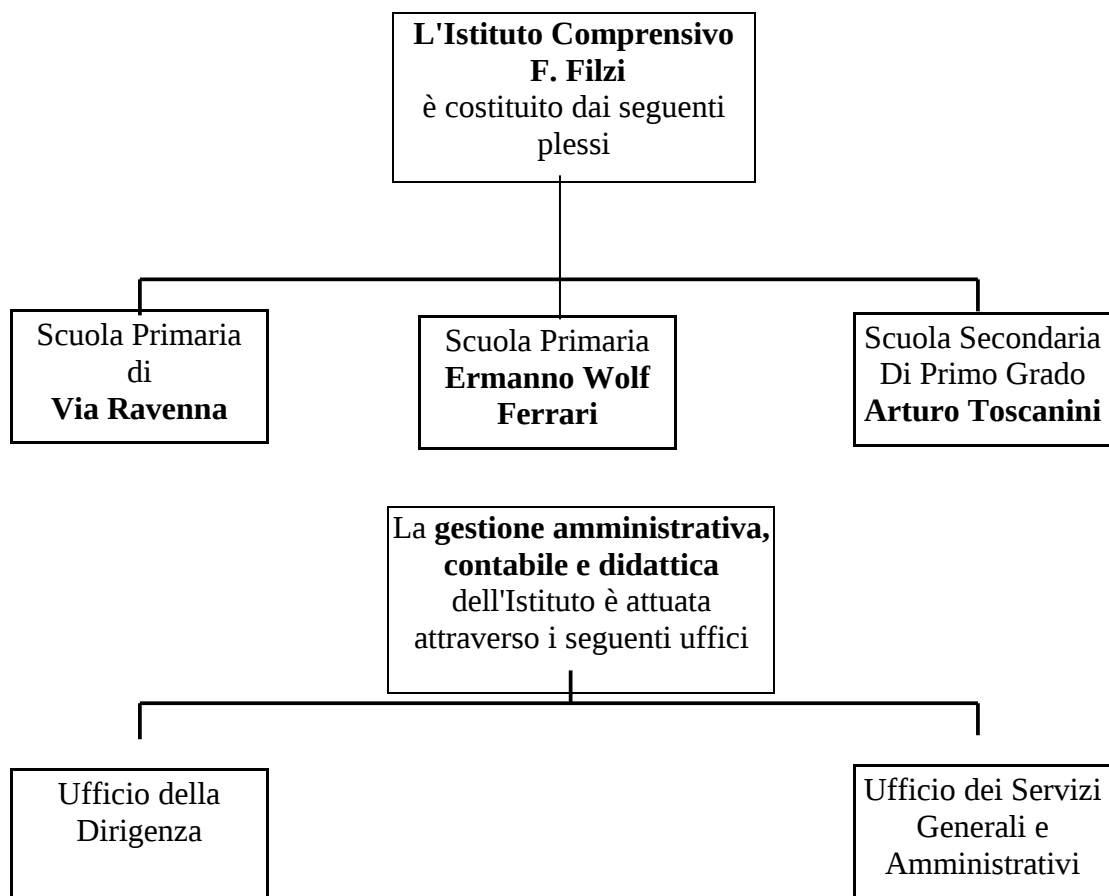 L'Istituto Comprensivo
F. Filzi
è costituito dai seguenti
plessi
Scuola Primaria
di
Via Ravenna
Scuola Primaria
Ermanno Wolf
Ferrari
Scuola Secondaria
Di Primo Grado
Arturo Toscanini
La gestione amministrativa,
contabile e didattica
dell'Istituto è attuata
attraverso i seguenti uffici
Ufficio della
Dirigenza
Ufficio dei Servizi
Generali e
Amministrativi